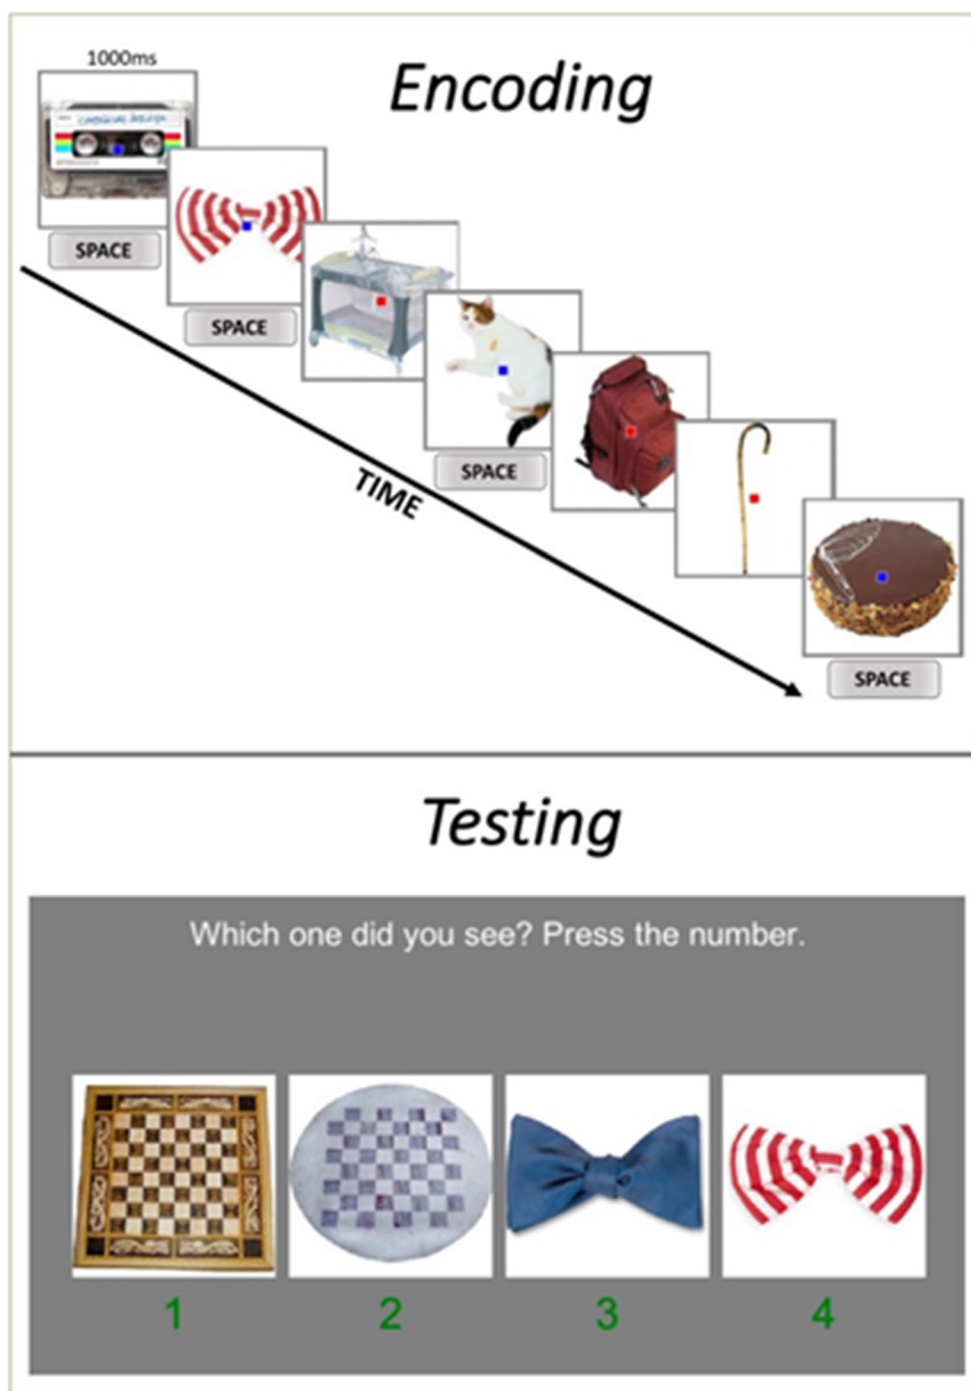 Encoding
1000ms
SPACE
SPACE
SPACE
TIME
SPACE
Testing
Which one did you see? Press the number.
1 2 3 4